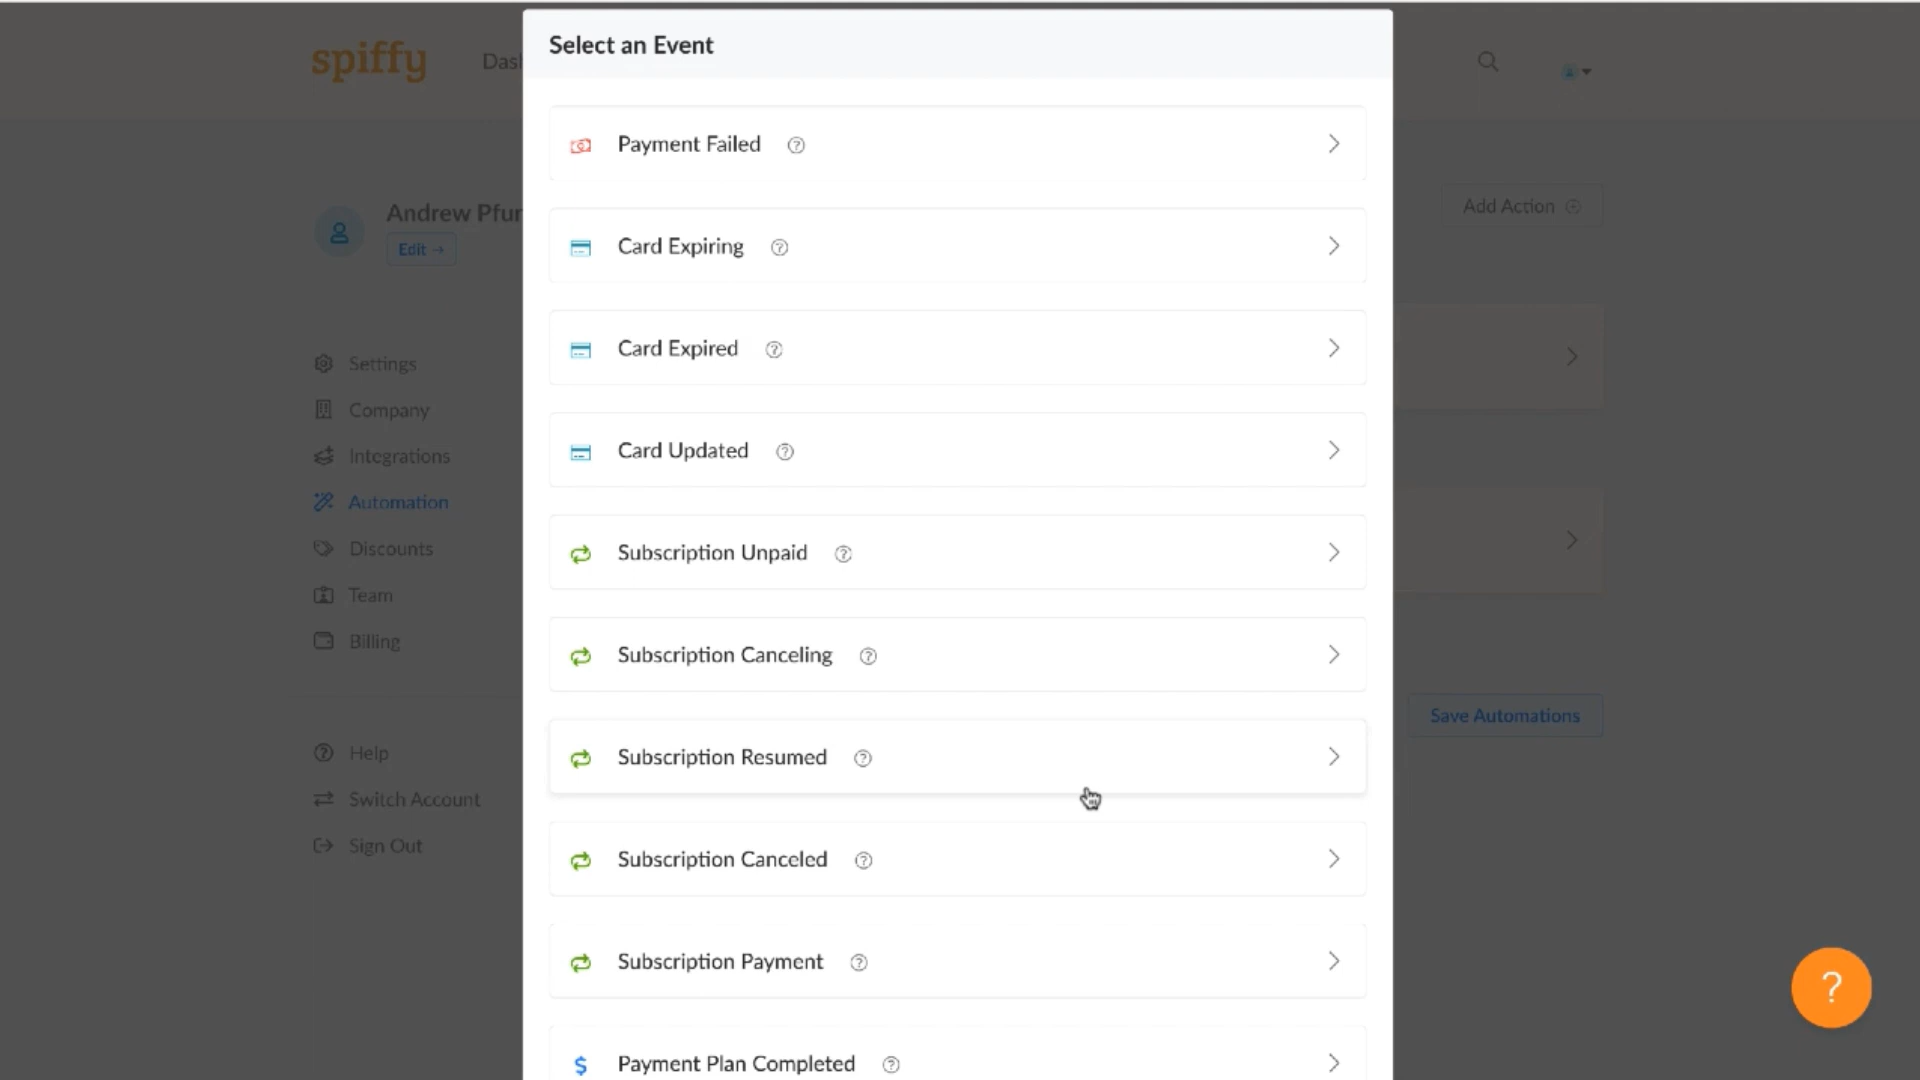 Select an Event
spiffy
Das
Payment Failed
Card Expiring
Card Expired
Card Updated
Subscription Unpaid
Subscription Canceling
Subscription Resumed
Subscription Canceled
Subscription Payment
$ Payment Plan Completed
Andrew Pfur
Edit →
Settings
Company
Integrations
Automation
Discounts
Team
Billing
Help
Switch Account
Sign Out
Add Action
Save Automations
?